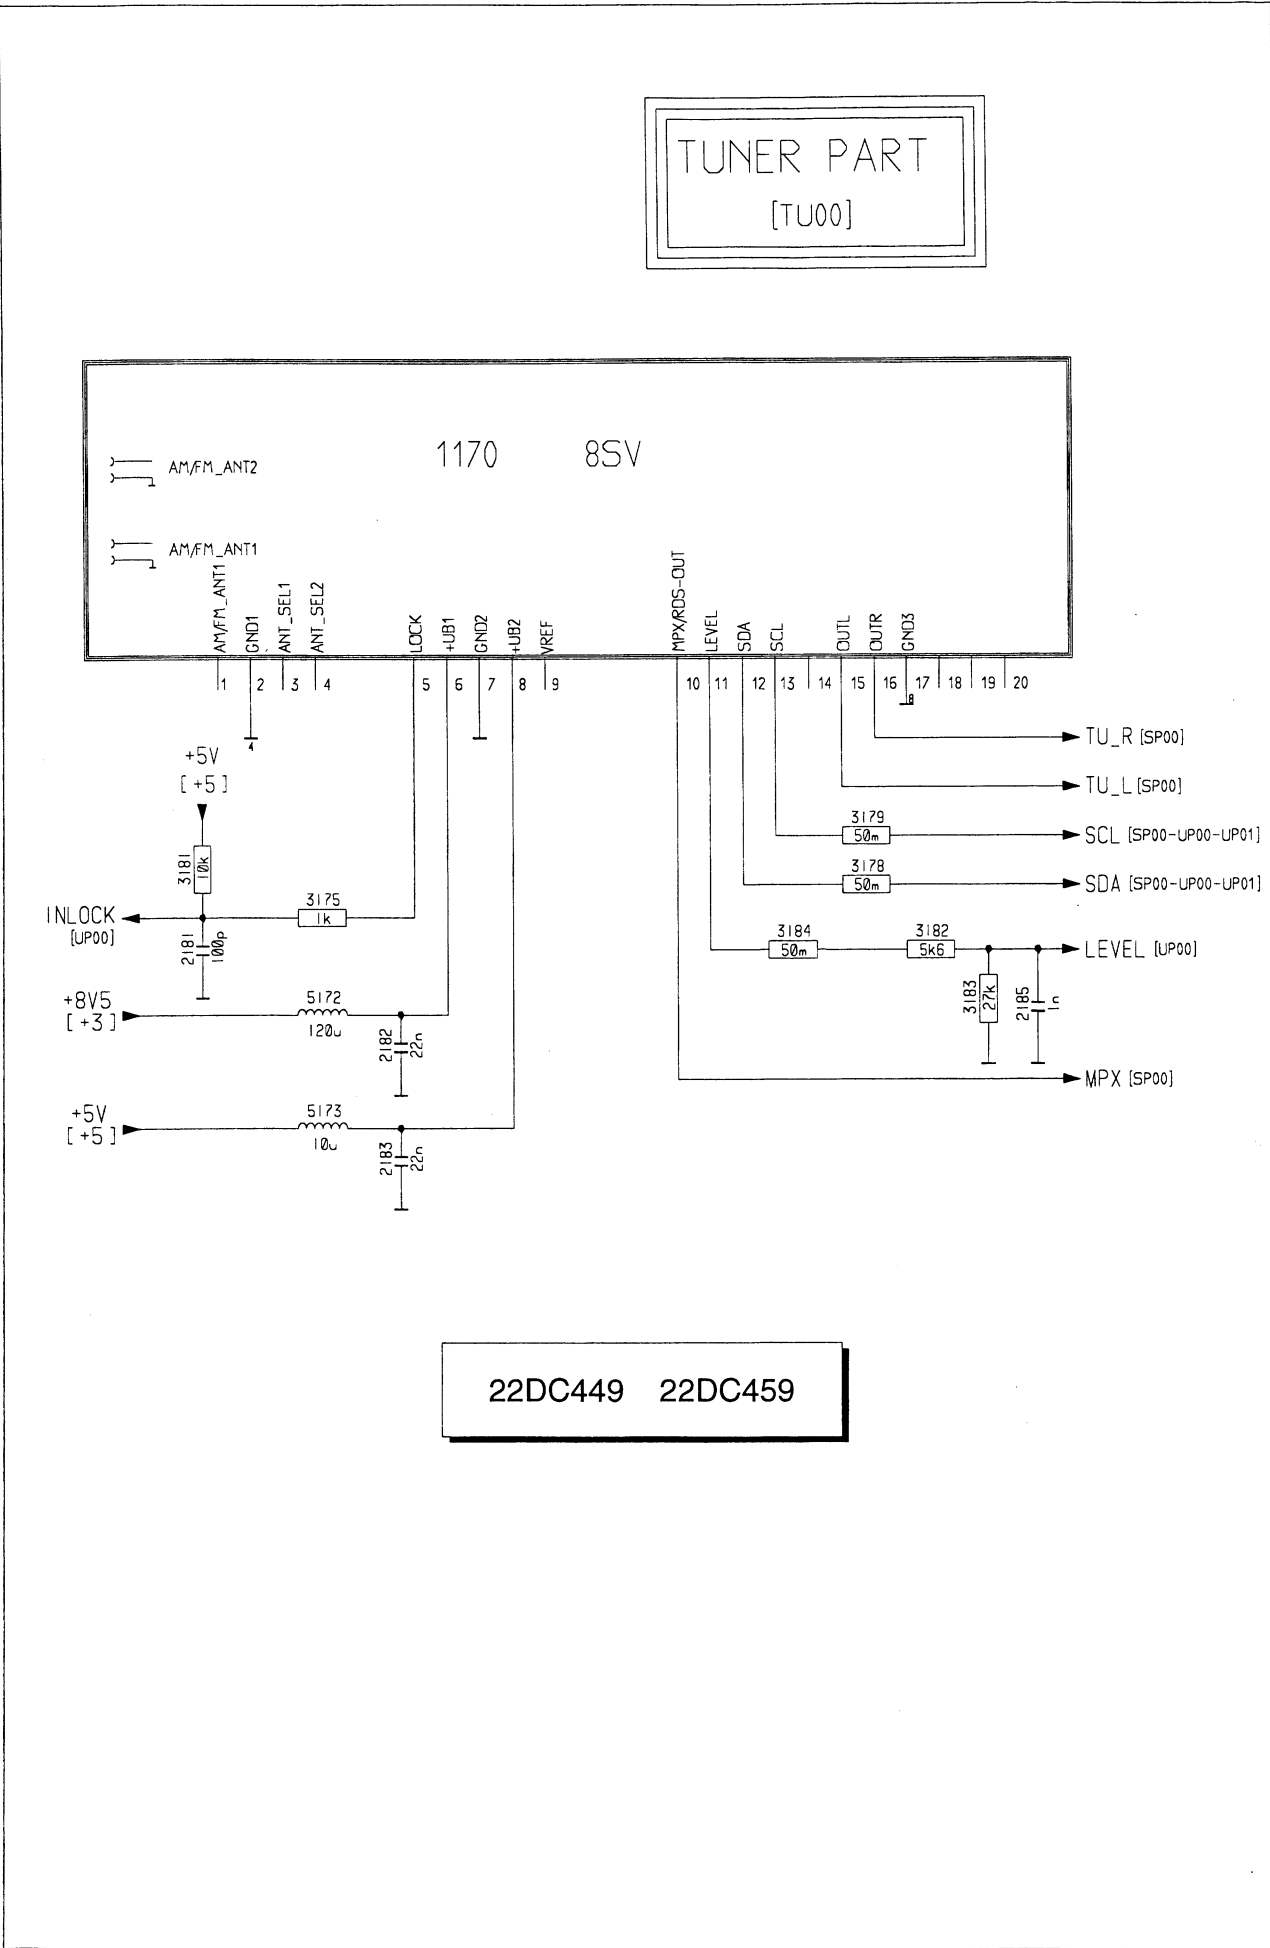 TUNER PART
[TU00]
1170 8SV
AM/FM_ANT2
AM/FM_ANT1
AM/FM_ANT1
GND1
ANT_SEL1
ANT_SEL2
LOCK
+UB1
GND2
+UB2
VREF
MPX/RDS-OUT
LEVEL
SDA
SCL
OUTL
OUTR
GND3
1 2 3 4 5 6 7 8 9 10 11 12 13 14 15 16 17 18 19 20
4
8
TU_R [SP00]
+5V
[+5]
TU_L [SP00]
3179
50m
SCL [SP00-UP00-UP01]
3181
10k
3178
50m
SDA [SP00-UP00-UP01]
3175
1k
INLOCK
[UP00]
2181
100p
3184
50m
3182
5k6
LEVEL [UP00]
3183
27k
2185
1n
+8V5
[+3]
5172
120u
2182
22n
MPX [SP00]
+5V
[+5]
5173
10u
2183
22n
22DC449 22DC459